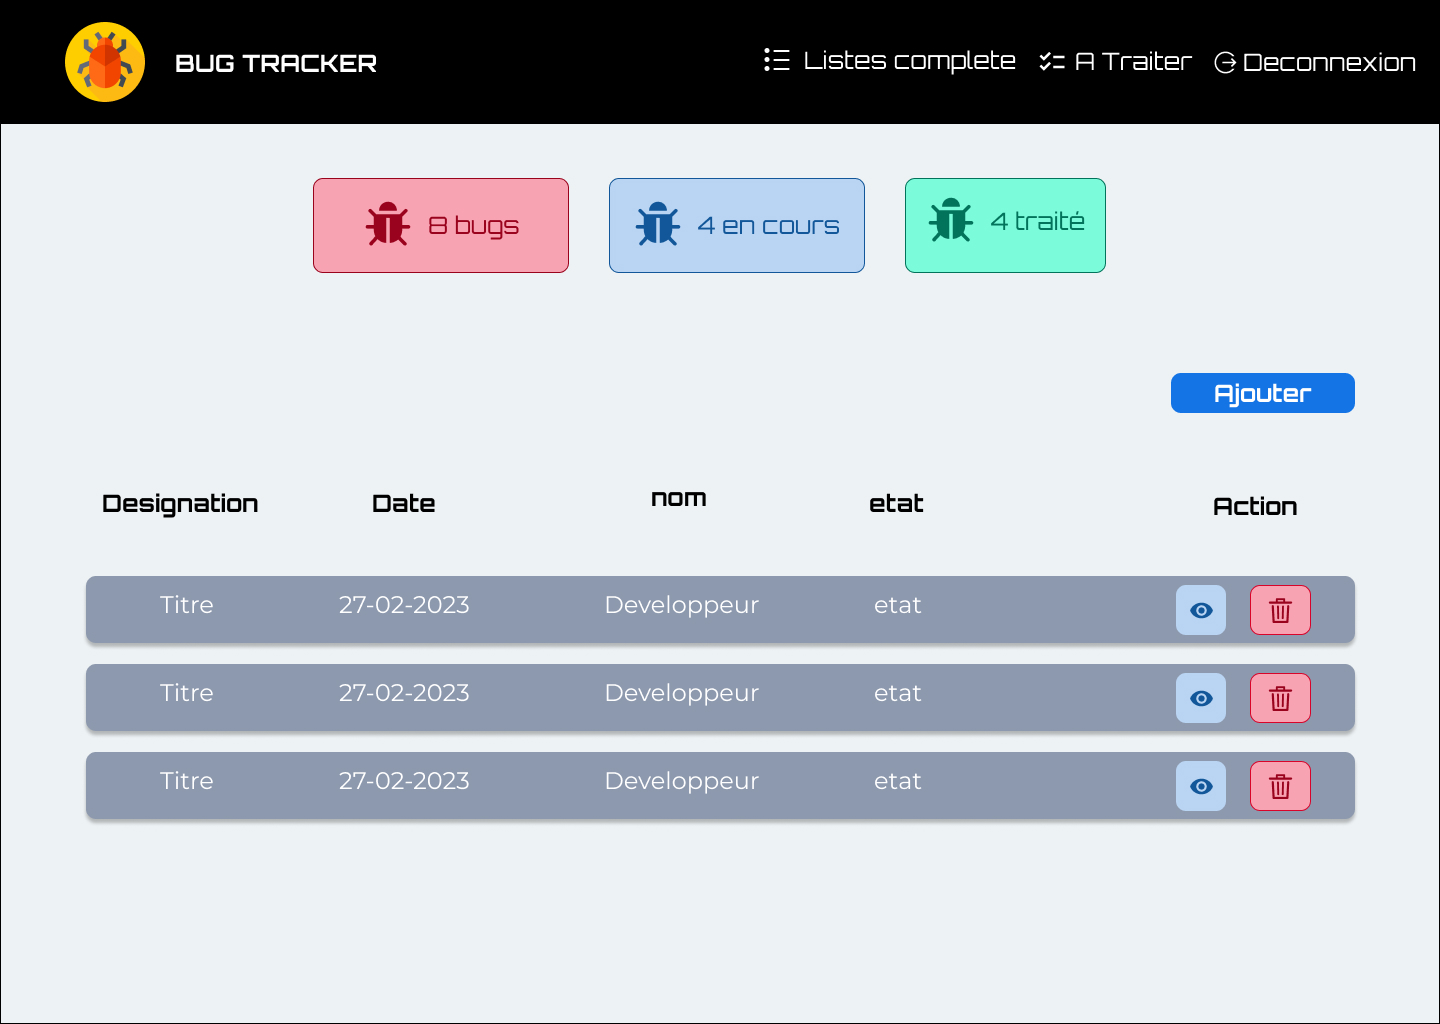 BUG TRACKER
Listes complete
A Traiter
Deconnexion
8 bugs
4 en cours
4 traité
Ajouter
Designation Date nom etat Action
Titre 27-02-2023 Developpeur etat
Titre 27-02-2023 Developpeur etat
Titre 27-02-2023 Developpeur etat